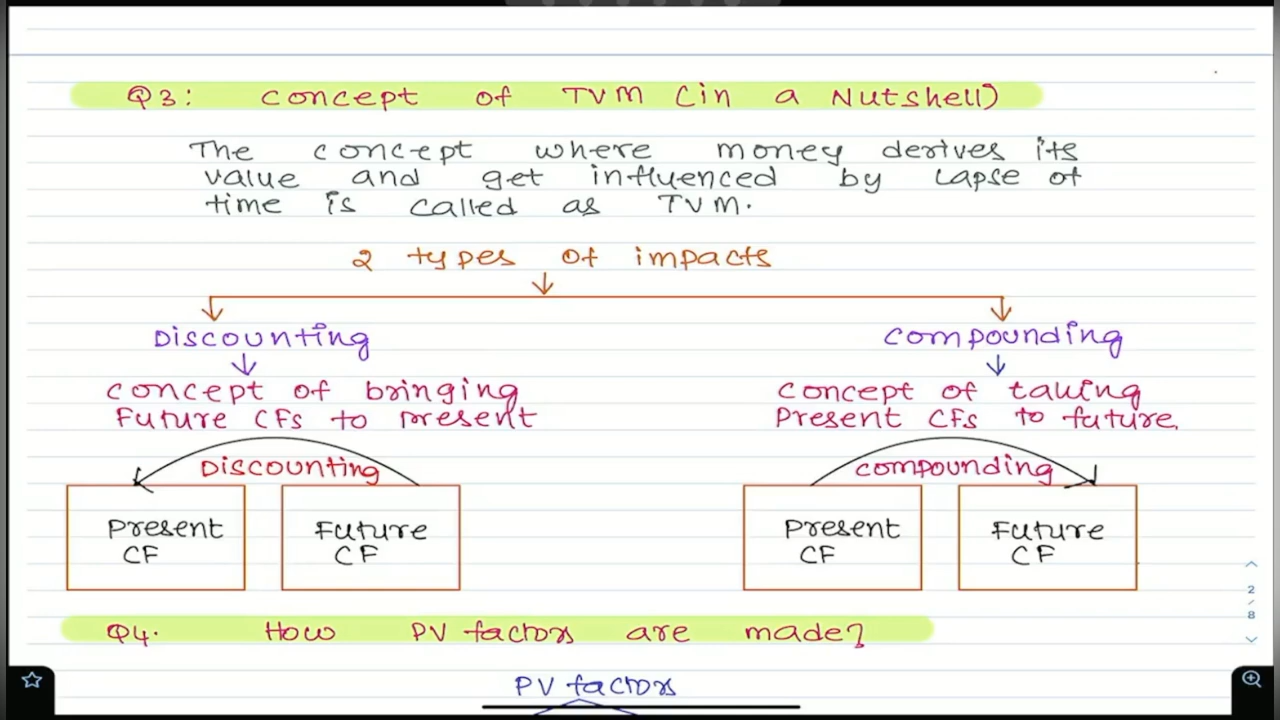 Q3: Concept of TVM (in a Nutshell)
The concept where money derives its
value and get influenced by lapse of
time is called as TVM.
2 types of impacts
Discounting
Compounding
Concept of bringing
Future CFs to present
Concept of taking
Present CFs to future.
Discounting
Compounding
Present
CF
Future
CF
Present
CF
Future
CF
Q4. How PV factors are made?
PV factors
2
/
8